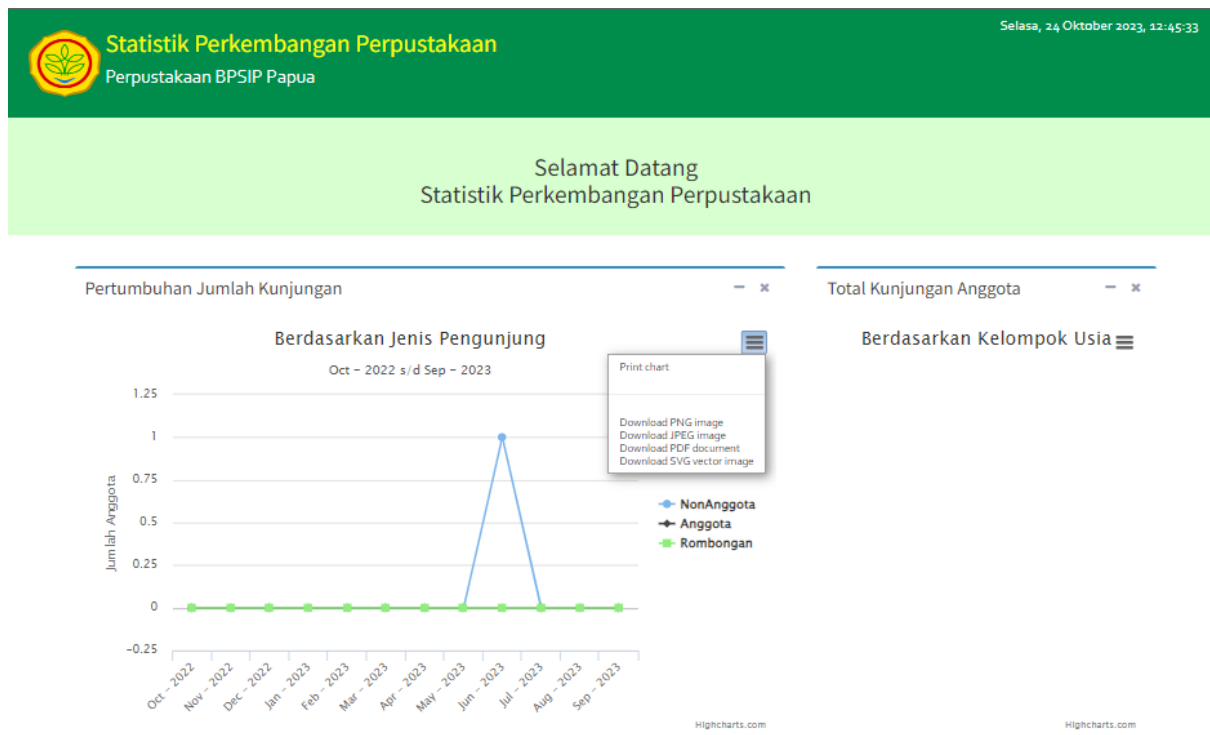 Selasa, 24 Oktober 2023, 12:45:33
Statistik Perkembangan Perpustakaan
Perpustakaan BPSIP Papua
Selamat Datang
Statistik Perkembangan Perpustakaan
Pertumbuhan Jumlah Kunjungan
Berdasarkan Jenis Pengunjung
Oct - 2022 s/d Sep - 2023
Print chart
Download PNG image
Download JPEG image
Download PDF document
Download SVG vector image
1.25
1
0.75
0.5
0.25
0
-0.25
Jumlah Anggota
NonAnggota
Anggota
Rombongan
Oct - 2022
Nov - 2022
Dec - 2022
Jan - 2023
Feb - 2023
Mar - 2023
Apr - 2023
May - 2023
Jun - 2023
Jul - 2023
Aug - 2023
Sep - 2023
Highcharts.com
Total Kunjungan Anggota
Berdasarkan Kelompok Usia
Highcharts.com